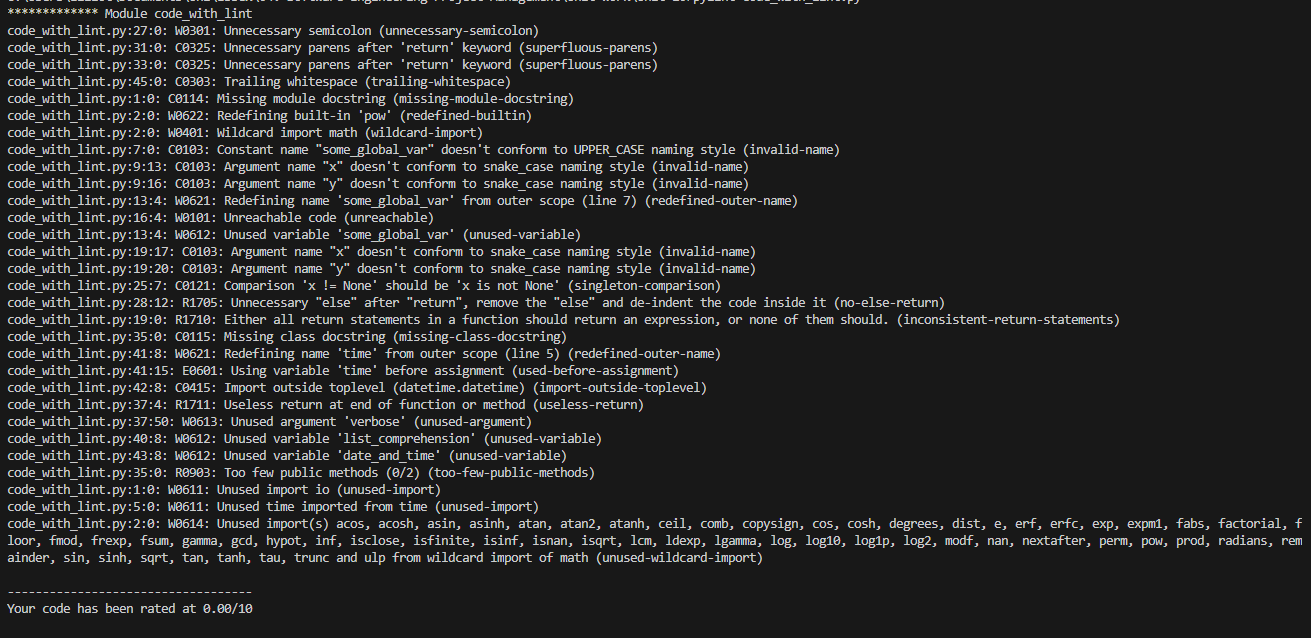 ************* Module code_with_lint
code_with_lint.py:27:0: W0301: Unnecessary semicolon (unnecessary-semicolon)
code_with_lint.py:31:0: C0325: Unnecessary parens after 'return' keyword (superfluous-parens)
code_with_lint.py:33:0: C0325: Unnecessary parens after 'return' keyword (superfluous-parens)
code_with_lint.py:45:0: C0303: Trailing whitespace (trailing-whitespace)
code_with_lint.py:1:0: C0114: Missing module docstring (missing-module-docstring)
code_with_lint.py:2:0: W0622: Redefining built-in 'pow' (redefined-builtin)
code_with_lint.py:2:0: W0401: Wildcard import math (wildcard-import)
code_with_lint.py:7:0: C0103: Constant name "some_global_var" doesn't conform to UPPER_CASE naming style (invalid-name)
code_with_lint.py:9:13: C0103: Argument name "x" doesn't conform to snake_case naming style (invalid-name)
code_with_lint.py:9:16: C0103: Argument name "y" doesn't conform to snake_case naming style (invalid-name)
code_with_lint.py:13:4: W0621: Redefining name 'some_global_var' from outer scope (line 7) (redefined-outer-name)
code_with_lint.py:16:4: W0101: Unreachable code (unreachable)
code_with_lint.py:13:4: W0612: Unused variable 'some_global_var' (unused-variable)
code_with_lint.py:19:17: C0103: Argument name "x" doesn't conform to snake_case naming style (invalid-name)
code_with_lint.py:19:20: C0103: Argument name "y" doesn't conform to snake_case naming style (invalid-name)
code_with_lint.py:25:7: C0121: Comparison 'x != None' should be 'x is not None' (singleton-comparison)
code_with_lint.py:28:12: R1705: Unnecessary "else" after "return", remove the "else" and de-indent the code inside it (no-else-return)
code_with_lint.py:19:0: R1710: Either all return statements in a function should return an expression, or none of them should. (inconsistent-return-statements)
code_with_lint.py:35:0: C0115: Missing class docstring (missing-class-docstring)
code_with_lint.py:41:8: W0621: Redefining name 'time' from outer scope (line 5) (redefined-outer-name)
code_with_lint.py:41:15: E0601: Using variable 'time' before assignment (used-before-assignment)
code_with_lint.py:42:8: C0415: Import outside toplevel (datetime.datetime) (import-outside-toplevel)
code_with_lint.py:37:4: R1711: Useless return at end of function or method (useless-return)
code_with_lint.py:37:50: W0613: Unused argument 'verbose' (unused-argument)
code_with_lint.py:40:8: W0612: Unused variable 'list_comprehension' (unused-variable)
code_with_lint.py:43:8: W0612: Unused variable 'date_and_time' (unused-variable)
code_with_lint.py:35:0: R0903: Too few public methods (0/2) (too-few-public-methods)
code_with_lint.py:1:0: W0611: Unused import io (unused-import)
code_with_lint.py:5:0: W0611: Unused time imported from time (unused-import)
code_with_lint.py:2:0: W0614: Unused import(s) acos, acosh, asin, asinh, atan, atan2, atanh, ceil, comb, copysign, cos, cosh, degrees, dist, e, erf, erfc, exp, expm1, fabs, factorial, f
loor, fmod, frexp, fsum, gamma, gcd, hypot, inf, isclose, isfinite, isinf, isnan, isqrt, lcm, ldexp, lgamma, log, log10, log1p, log2, modf, nan, nextafter, perm, pow, prod, radians, rem
ainder, sin, sinh, sqrt, tan, tanh, tau, trunc and ulp from wildcard import of math (unused-wildcard-import)
-----------------------------------
Your code has been rated at 0.00/10